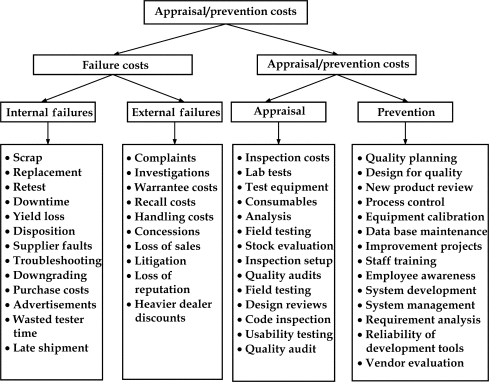 Appraisal/prevention costs
Failure costs
Appraisal/prevention costs
Internal failures
External failures
Appraisal
Prevention
• Scrap
• Replacement
• Retest
• Downtime
• Yield loss
• Disposition
• Supplier faults
• Troubleshooting
• Downgrading
• Purchase costs
• Advertisements
• Wasted tester
time
• Late shipment
• Complaints
• Investigations
• Warrantee costs
• Recall costs
• Handling costs
• Concessions
• Loss of sales
• Litigation
• Loss of
reputation
• Heavier dealer
discounts
• Inspection costs
• Lab tests
• Test equipment
• Consumables
• Analysis
• Field testing
• Stock evaluation
• Inspection setup
• Quality audits
• Field testing
• Design reviews
• Code inspection
• Usability testing
• Quality audit
• Quality planning
• Design for quality
• New product review
• Process control
• Equipment calibration
• Data base maintenance
• Improvement projects
• Staff training
• Employee awareness
• System development
• System management
• Requirement analysis
• Reliability of
development tools
• Vendor evaluation